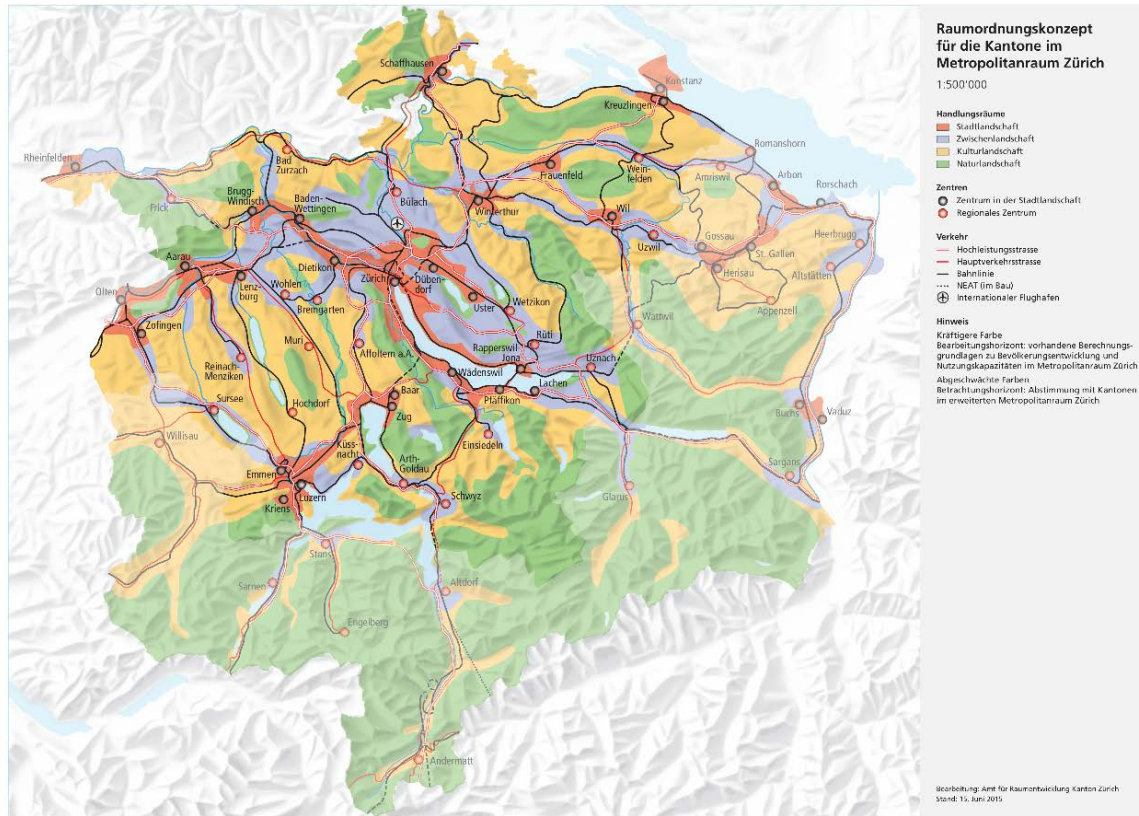 Raumordnungskonzept
für die Kantone im
Metropolitanraum Zürich
1:500'000
Handlungsräume
Stadtlandschaft
Zwischenlandschaft
Kulturlandschaft
Naturlandschaft
Zentren
Zentrum in der Stadtlandschaft
Regionales Zentrum
Verkehr
Hochleistungsstrasse
Hauptverkehrsstrasse
Bahnlinie
NEAT (im Bau)
Internationaler Flughafen
Hinweis
Kräftigere Farbe
Bearbeitungshorizont: vorhandene Berechnungs-
grundlagen zu Bevölkerungsentwicklung und
Nutzungskapazitäten im Metropolitanraum Zürich
Abgeschwächte Farben
Betrachtungshorizont: Abstimmung mit Kantonen
im erweiterten Metropolitanraum Zürich
Bearbeitung: Amt für Raumentwicklung Kanton Zürich
Stand: 15. Juni 2015
Schaffhausen
Konstanz
Kreuzlingen
Romanshorn
Rheinfelden
Bad
Zurzach
Frauenfeld
Wein-
felden
Amriswil
Arbon
Rorschach
Frick
Brugg-
Windisch
Baden-
Wettingen
Bülach
Winterthur
Wil
Uzwil
Gossau
St. Gallen
Heerbrugg
Herisau
Altstätten
Appenzell
Aarau
Dietikon
Zürich
Düben-
dorf
Olten
Lenz-
burg
Wohlen
Bremgarten
Uster
Wetzikon
Wattwil
Zofingen
Muri
Affoltern a.A.
Rapperswil
Jona
Rüti
Uznach
Reinach-
Menziken
Wädenswil
Lachen
Pfäffikon
Baar
Zug
Sursee
Hochdorf
Buchs
Vaduz
Willisau
Küss-
nacht
Arth-
Goldau
Einsiedeln
Sargans
Emmen
Luzern
Kriens
Schwyz
Glarus
Stans
Sarnen
Altdorf
Engelberg
Andermatt